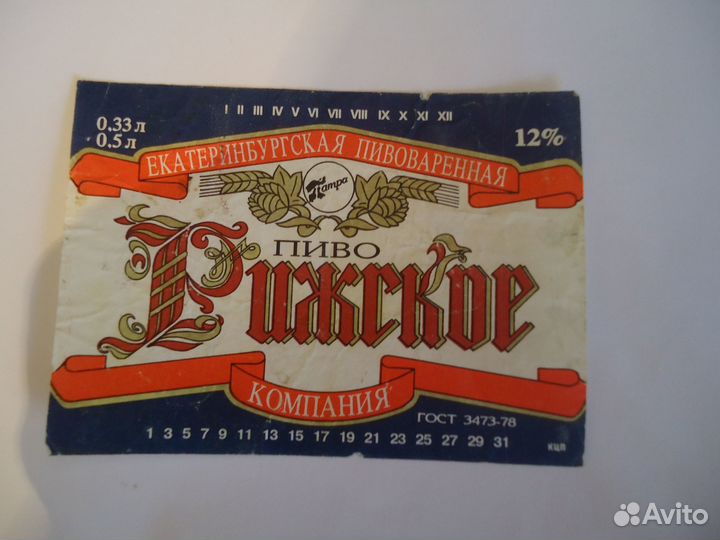 I II III IV V VI VII VIII IX X XI XII
0,33 л
0,5 л
12%
ЕКАТЕРИНБУРГСКАЯ ПИВОВАРЕННАЯ
Патра
ПИВО
Рижское
КОМПАНИЯ
ГОСТ 3473-78
1 3 5 7 9 11 13 15 17 19 21 23 25 27 29 31
КЦП
Avito